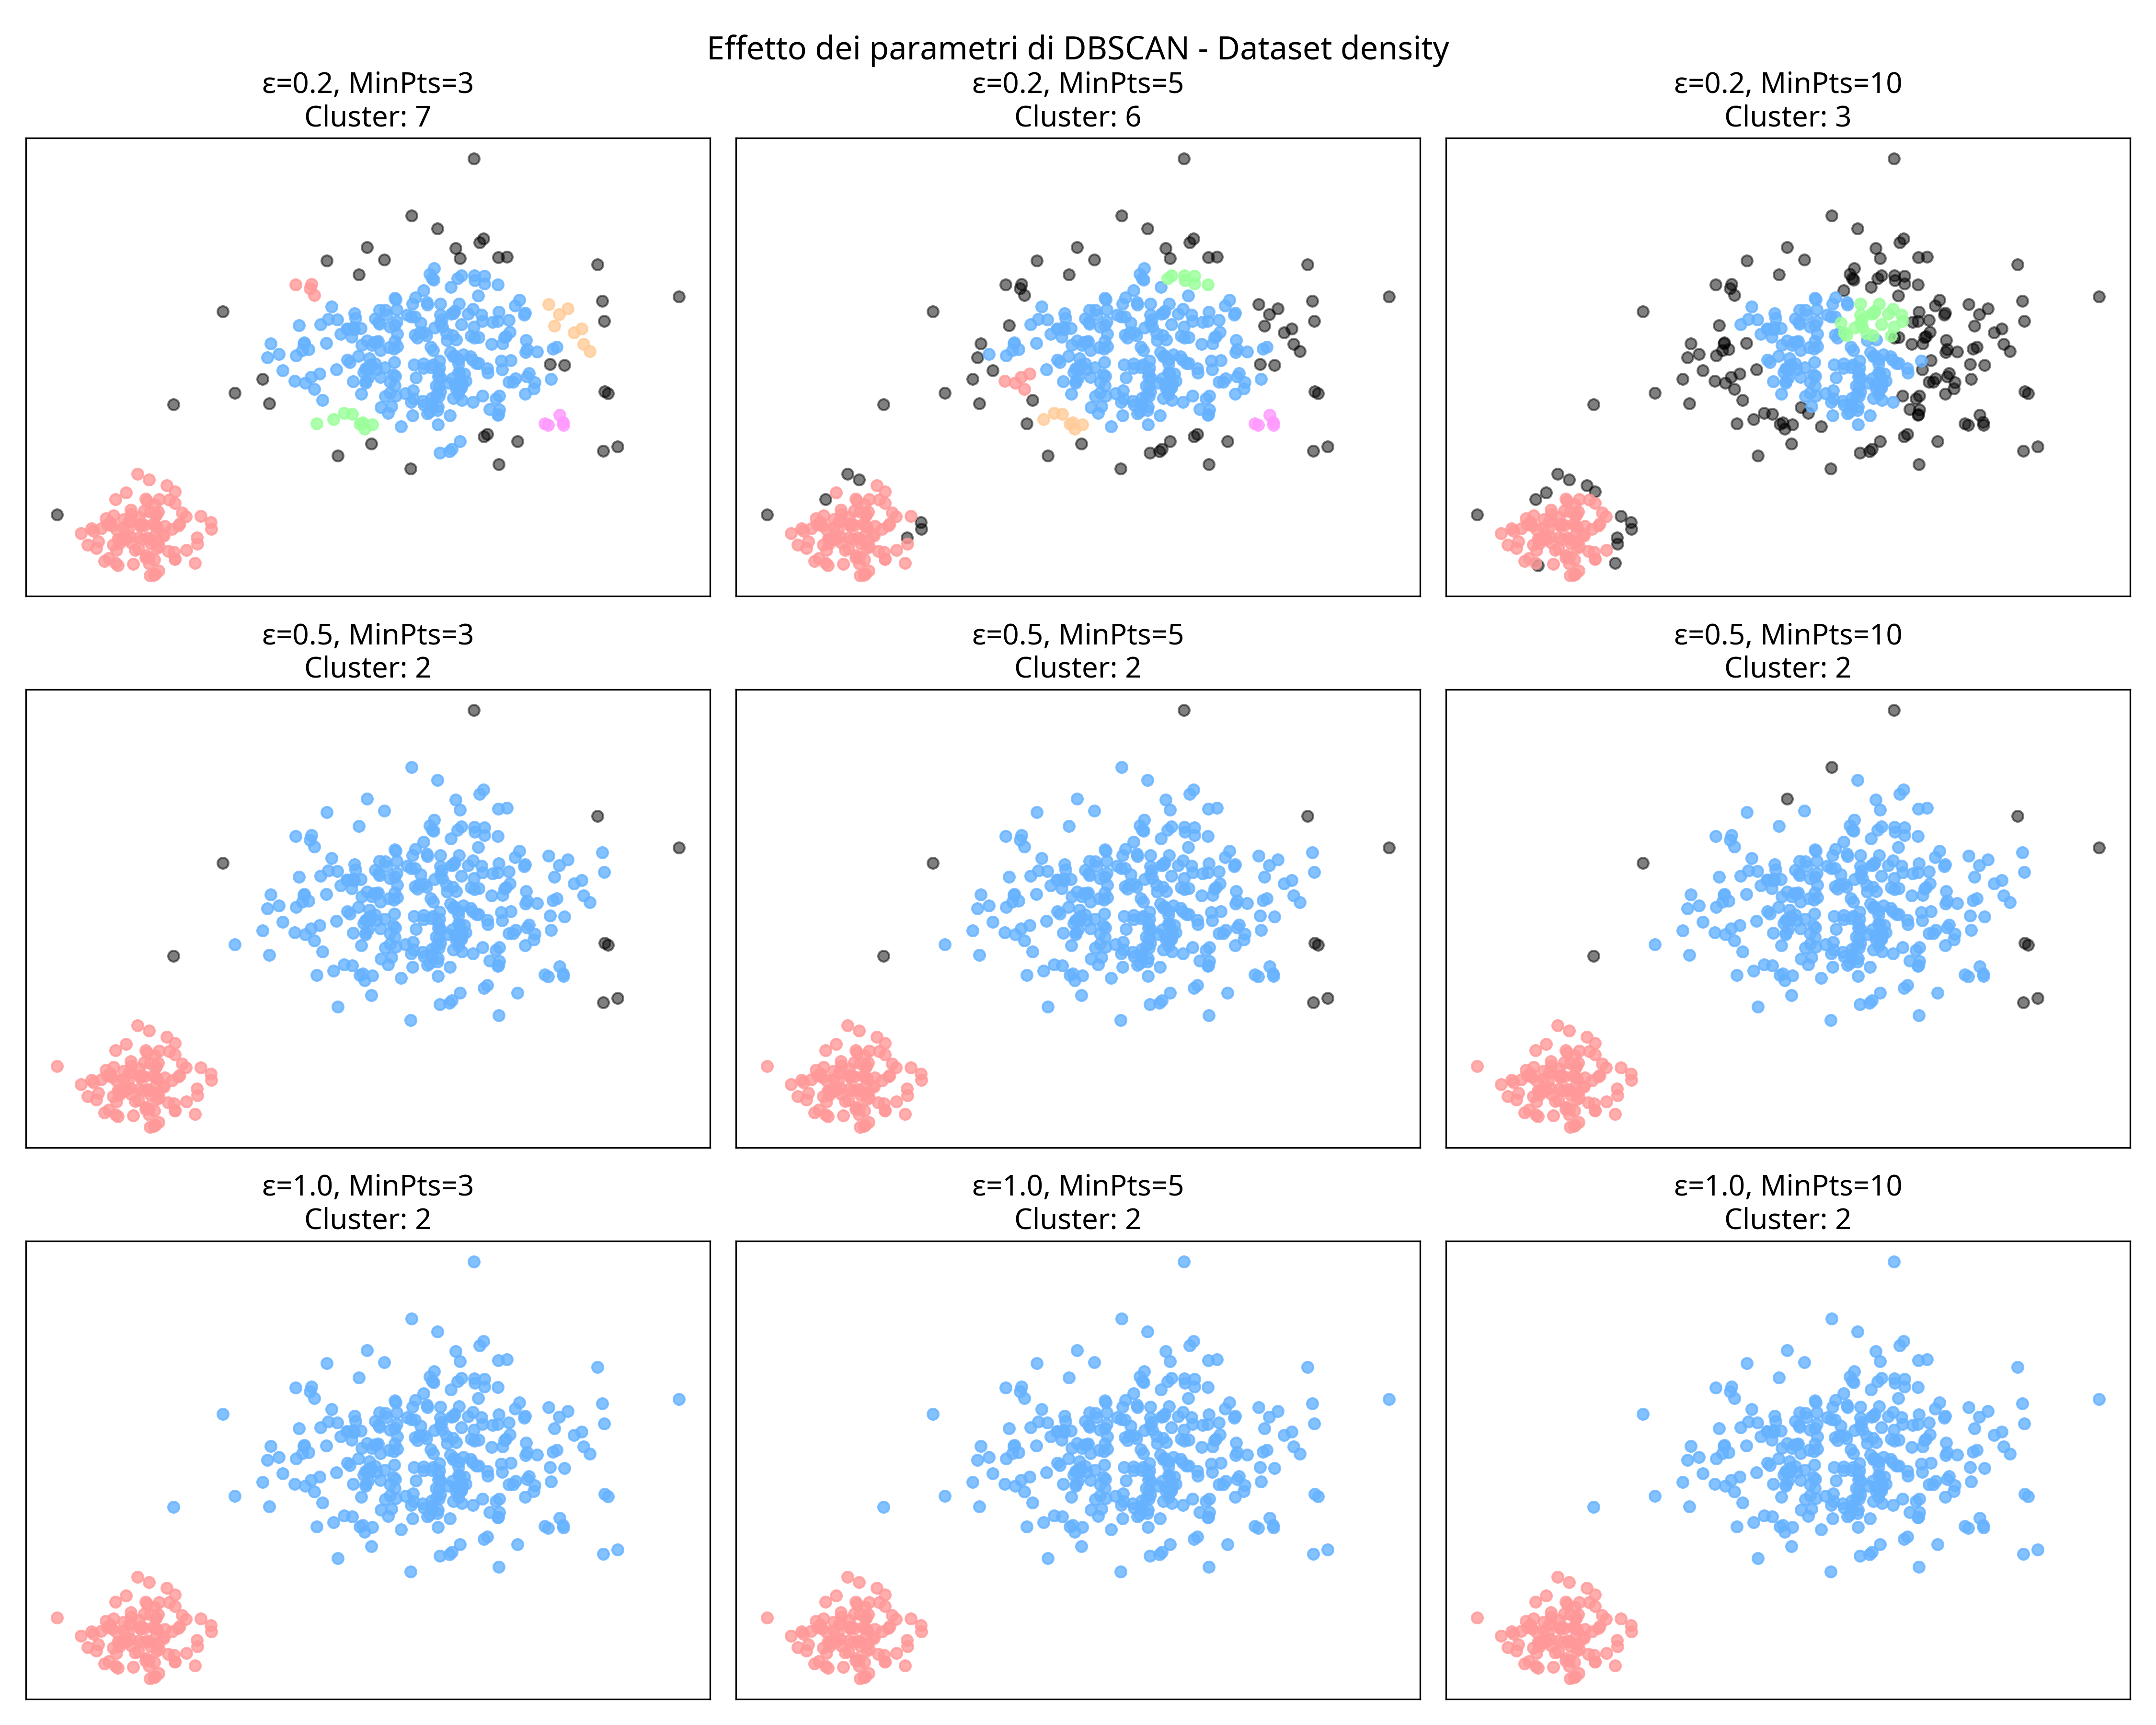 Effetto dei parametri di DBSCAN - Dataset density
ε=0.2, MinPts=3
Cluster: 7
ε=0.2, MinPts=5
Cluster: 6
ε=0.2, MinPts=10
Cluster: 3
ε=0.5, MinPts=3
Cluster: 2
ε=0.5, MinPts=5
Cluster: 2
ε=0.5, MinPts=10
Cluster: 2
ε=1.0, MinPts=3
Cluster: 2
ε=1.0, MinPts=5
Cluster: 2
ε=1.0, MinPts=10
Cluster: 2